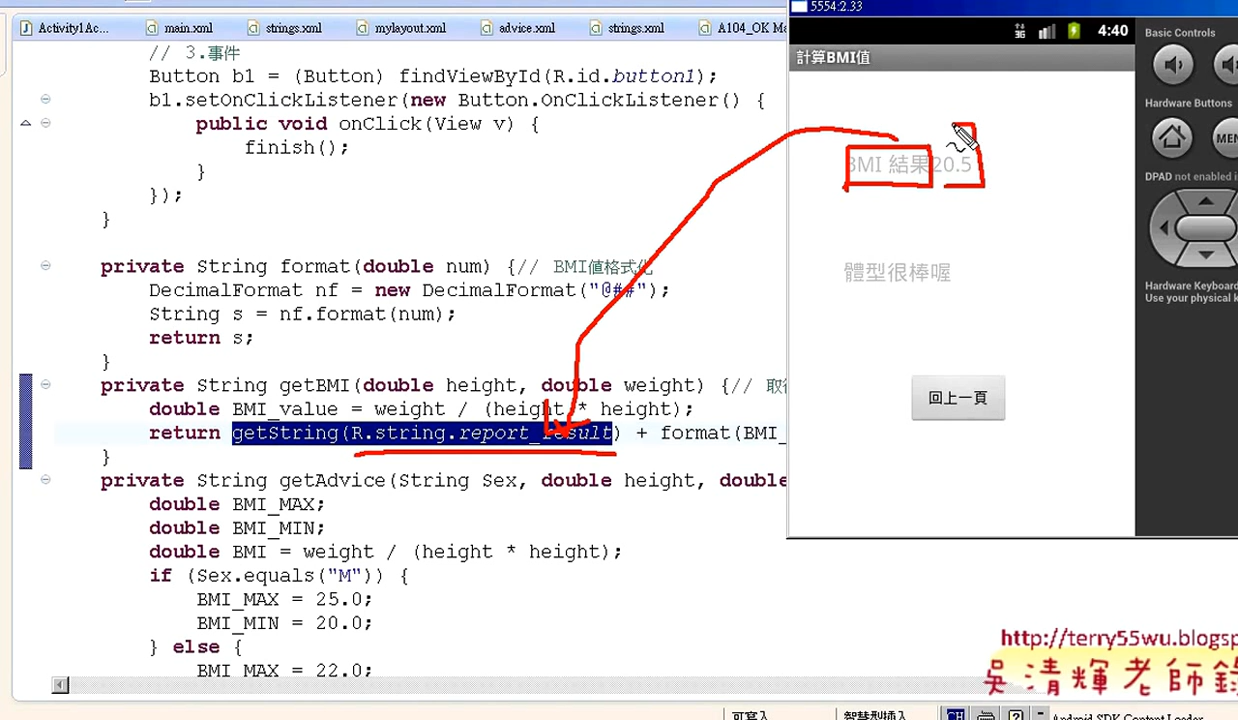 Activity1Ac...
main.xml
strings.xml
mylayout.xml
advice.xml
strings.xml
A104_OK Ma
// 3.事件
Button b1 = (Button) findViewById(R.id.button1);
b1.setOnClickListener(new Button.OnClickListener() {
public void onClick(View v) {
finish();
}
});
}
private String format(double num) {// BMI值格式化
DecimalFormat nf = new DecimalFormat("@##");
String s = nf.format(num);
return s;
}
private String getBMI(double height, double weight) {// 取得
double BMI_value = weight / (height * height);
return getString(R.string.report_result) + format(BMI_
}
private String getAdvice(String Sex, double height, double
double BMI_MAX;
double BMI_MIN;
double BMI = weight / (height * height);
if (Sex.equals("M")) {
BMI_MAX = 25.0;
BMI_MIN = 20.0;
} else {
BMI MAX = 22.0;
可寫入
智慧型插入
CH
Android SDK Content Loader
5554:2.33
3G
4:40
計算BMI值
BMI 結果20.5
體型很棒喔
回上一頁
Basic Controls
Hardware Buttons
MEN
DPAD not enabled i
Hardware Keyboard
Use your physical k
http://terry55wu.blogsp
吳清輝老師錄